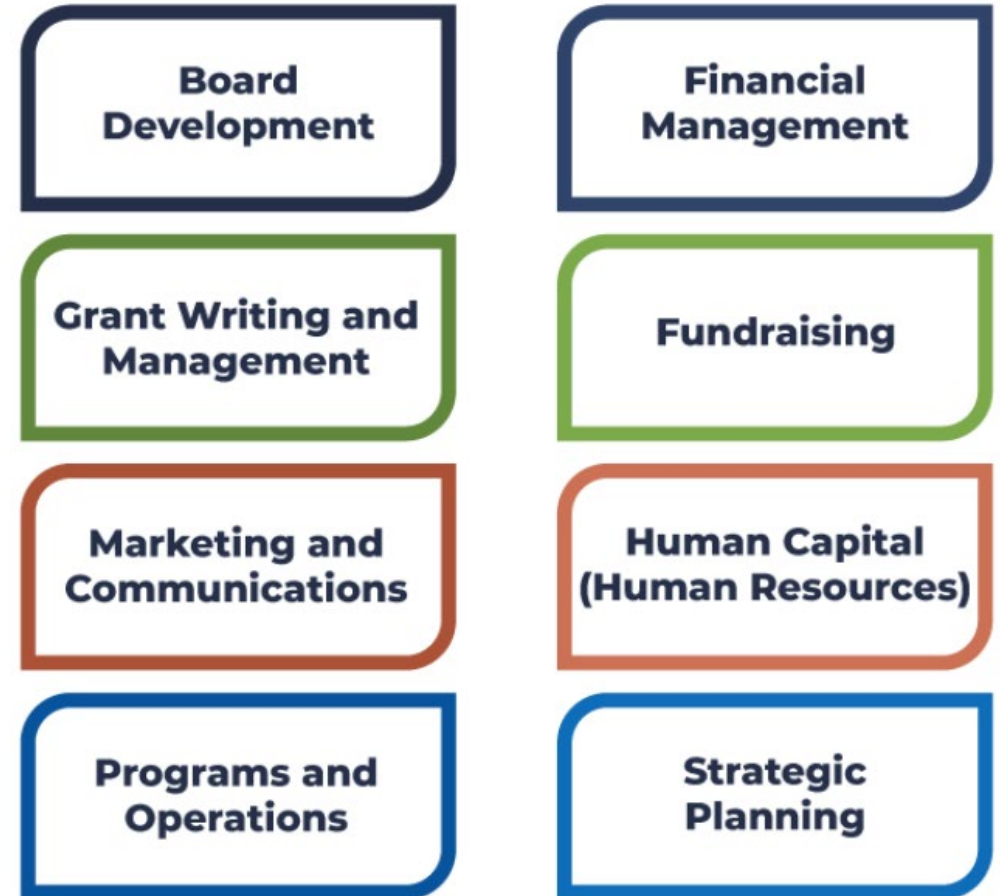 Board
Development
Financial
Management
Grant Writing and
Management
Fundraising
Marketing and
Communications
Human Capital
(Human Resources)
Programs and
Operations
Strategic
Planning